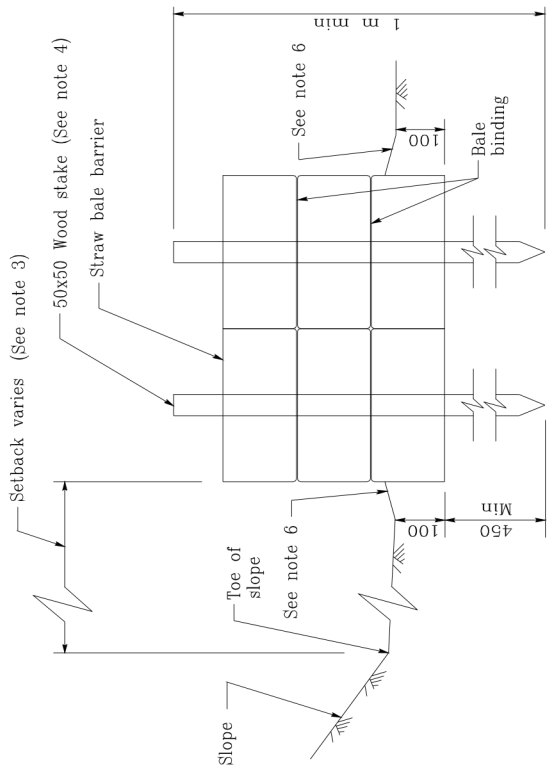 Setback varies (See note 3)
50x50 Wood stake (See note 4)
Straw bale barrier
1 m min
See note 6
100
Bale
binding
Slope
Toe of
slope
See note 6
100
450
Min